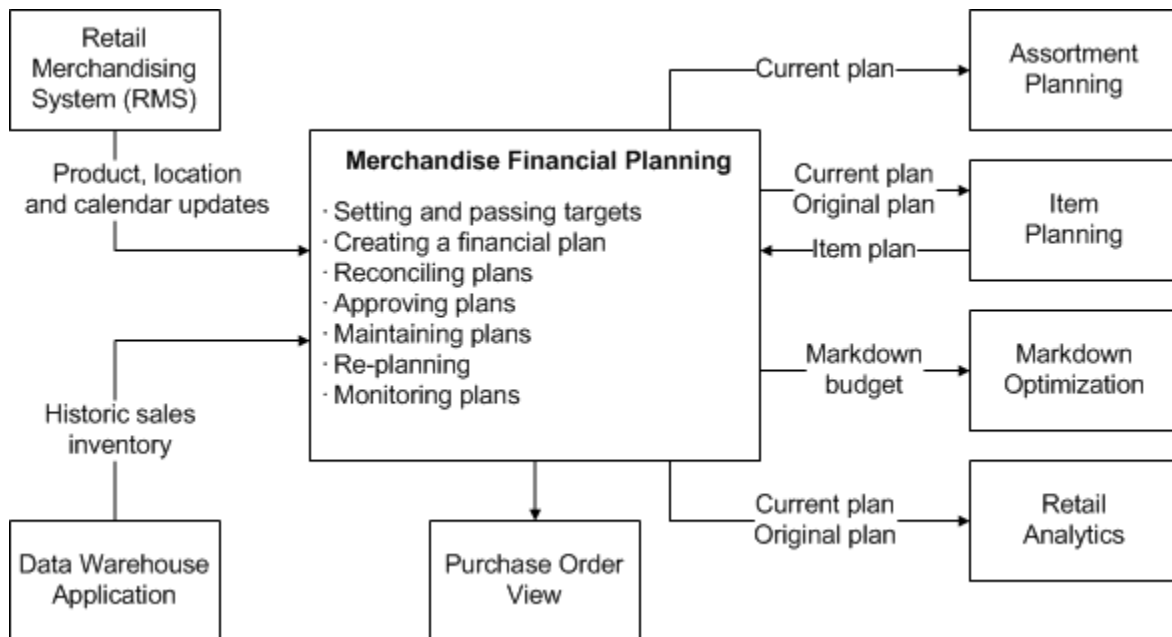 Retail
Merchandising
System (RMS)
Product, location
and calendar updates
Historic sales
inventory
Data Warehouse
Application
Merchandise Financial Planning
· Setting and passing targets
· Creating a financial plan
· Reconciling plans
· Approving plans
· Maintaining plans
· Re-planning
· Monitoring plans
Purchase Order
View
Current plan
Assortment
Planning
Current plan
Original plan
Item plan
Item
Planning
Markdown
budget
Markdown
Optimization
Current plan
Original plan
Retail
Analytics